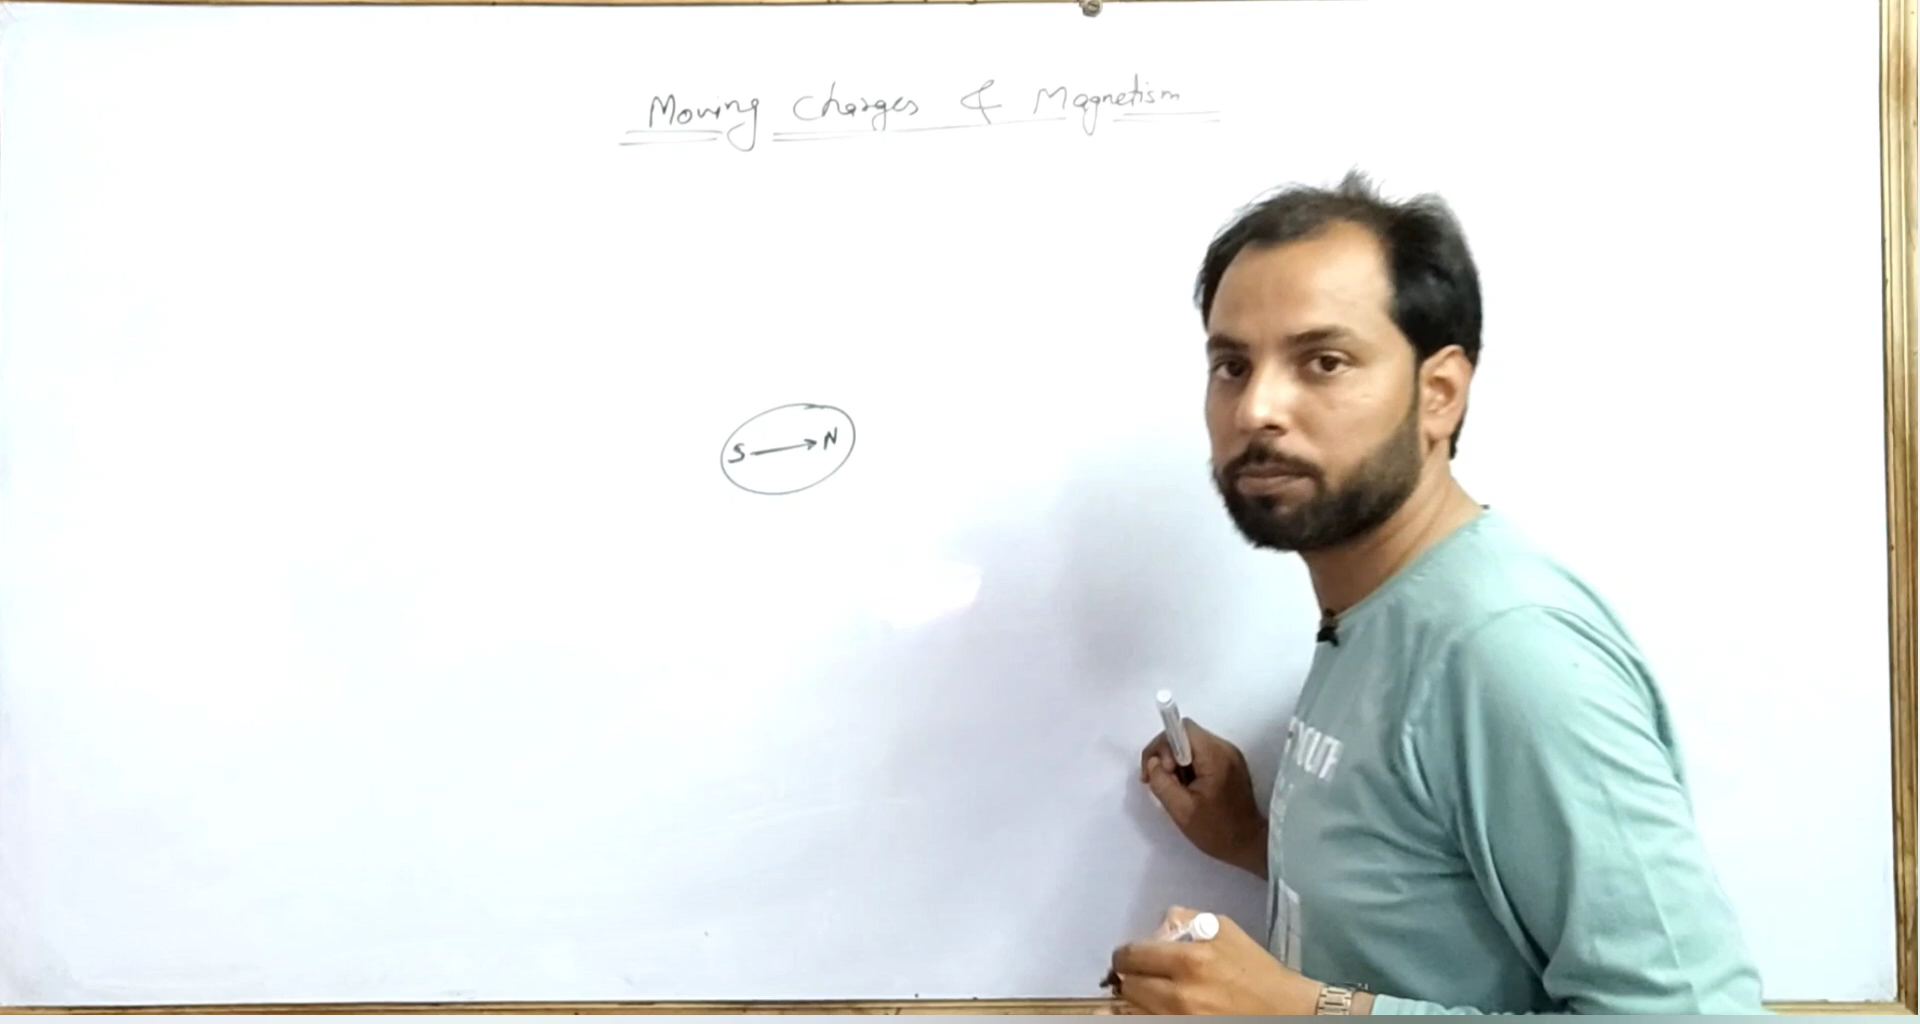 Moving Charges & Magnetism
S → N